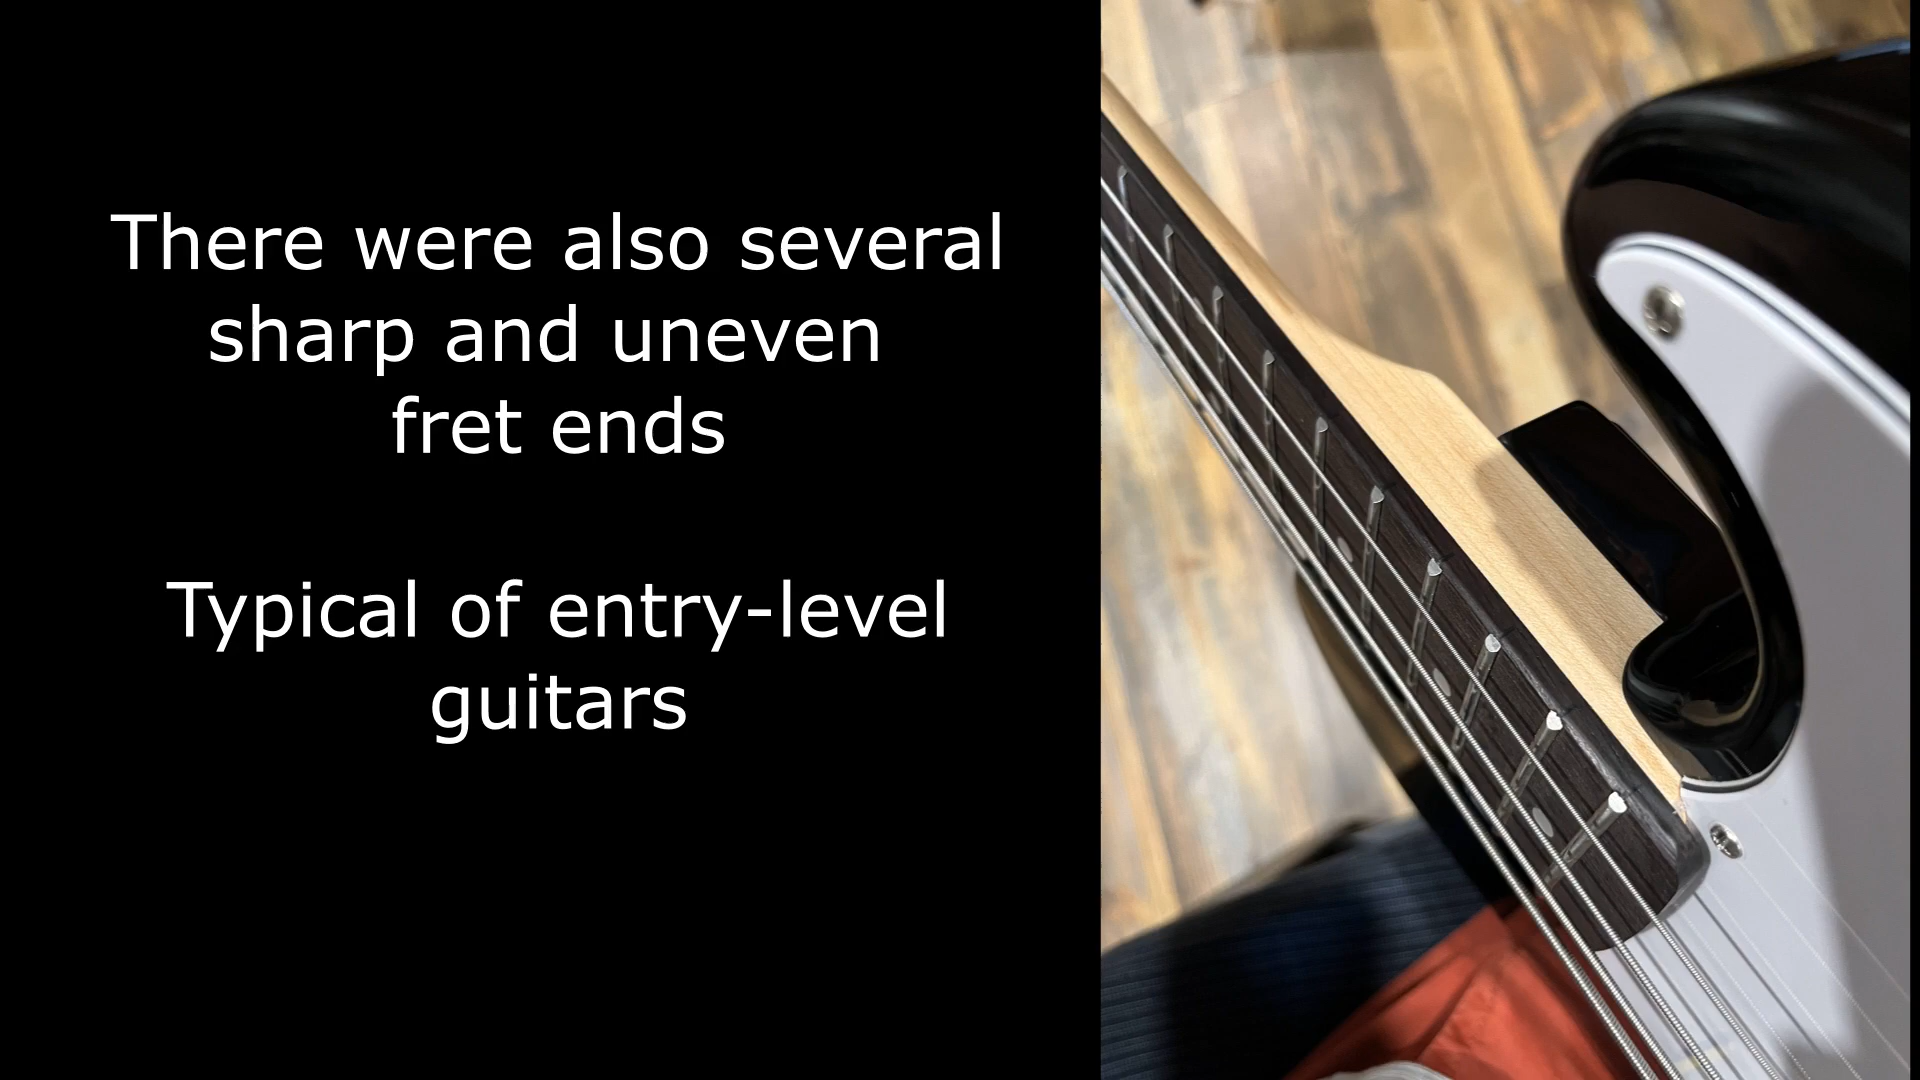 There were also several
sharp and uneven
fret ends
Typical of entry-level
guitars